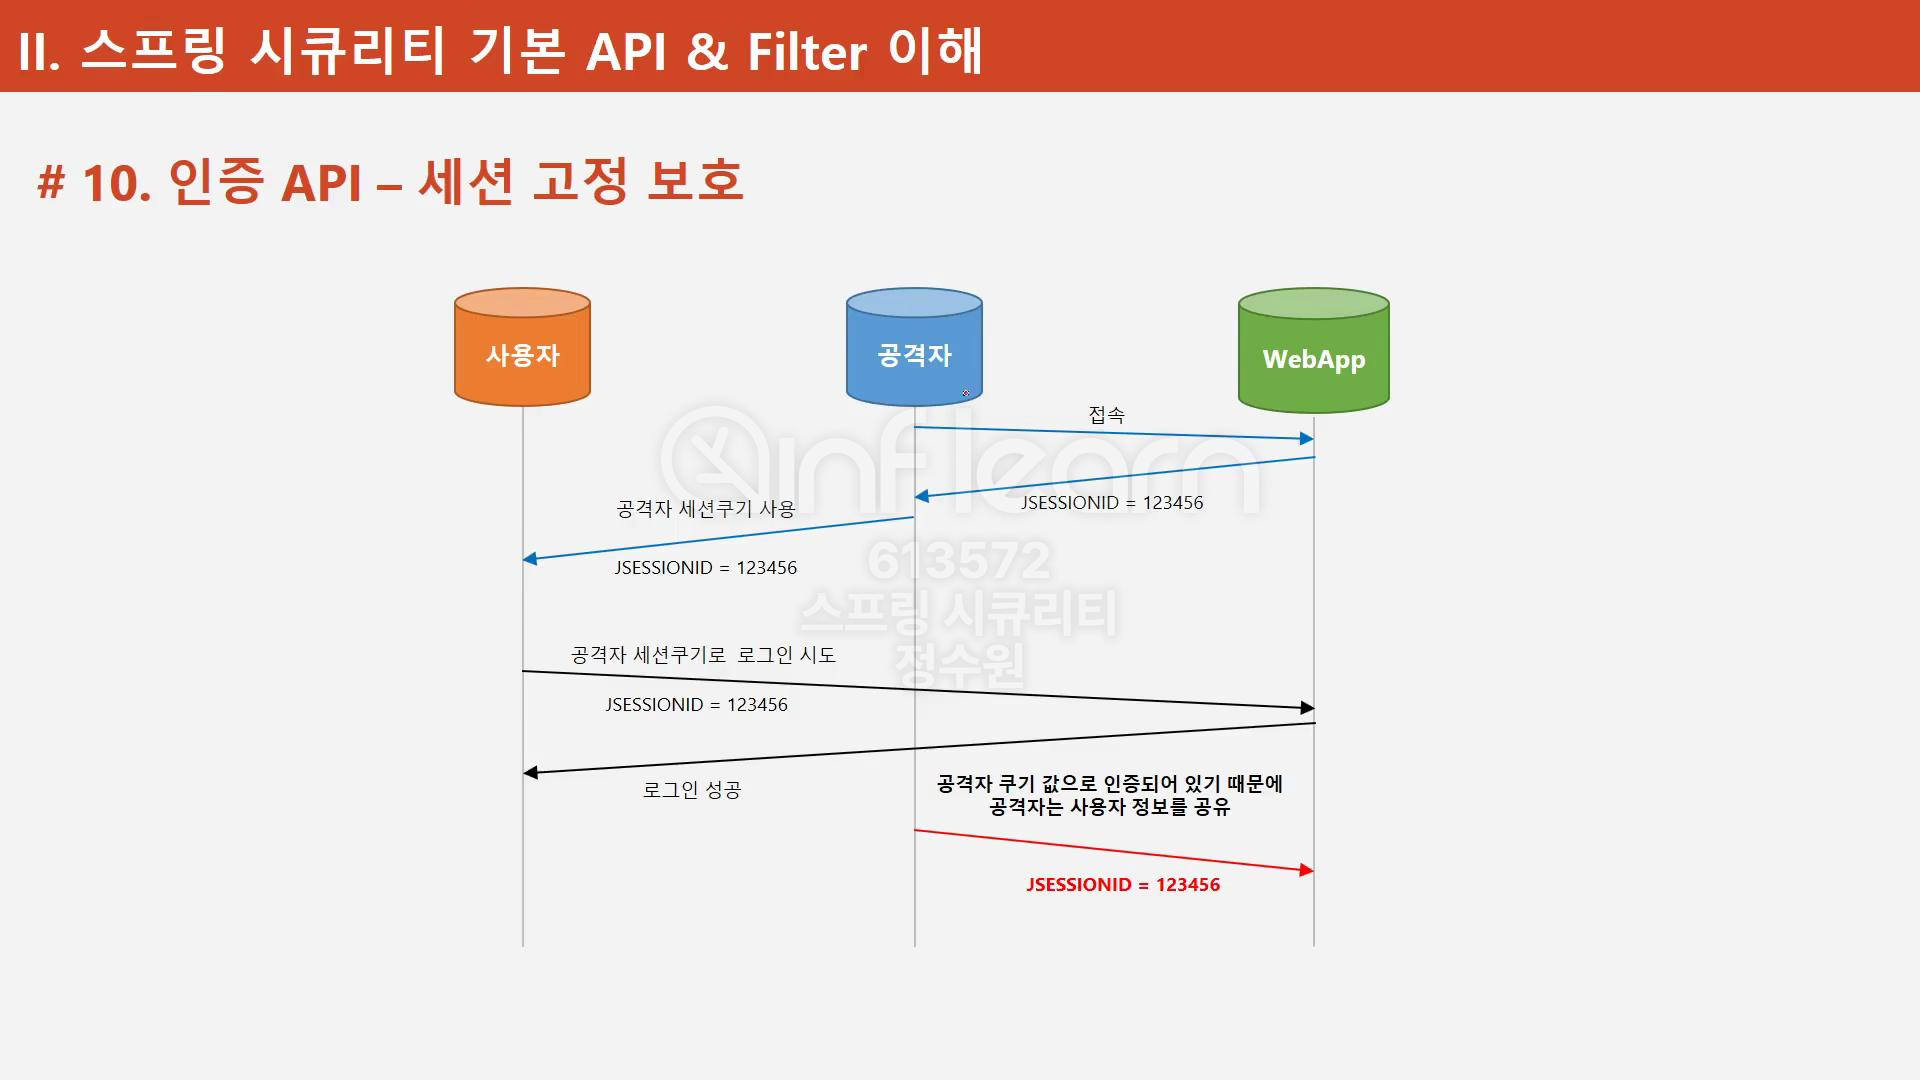 II. 스프링 시큐리티 기본 API & Filter 이해
# 10. 인증 API – 세션 고정 보호
사용자
공격자
WebApp
접속
JSESSIONID = 123456
공격자 세션쿠기 사용
JSESSIONID = 123456
공격자 세션쿠기로 로그인 시도
JSESSIONID = 123456
로그인 성공
공격자 쿠기 값으로 인증되어 있기 때문에
공격자는 사용자 정보를 공유
JSESSIONID = 123456
inflearn
613572
스프링 시큐리티
정수원